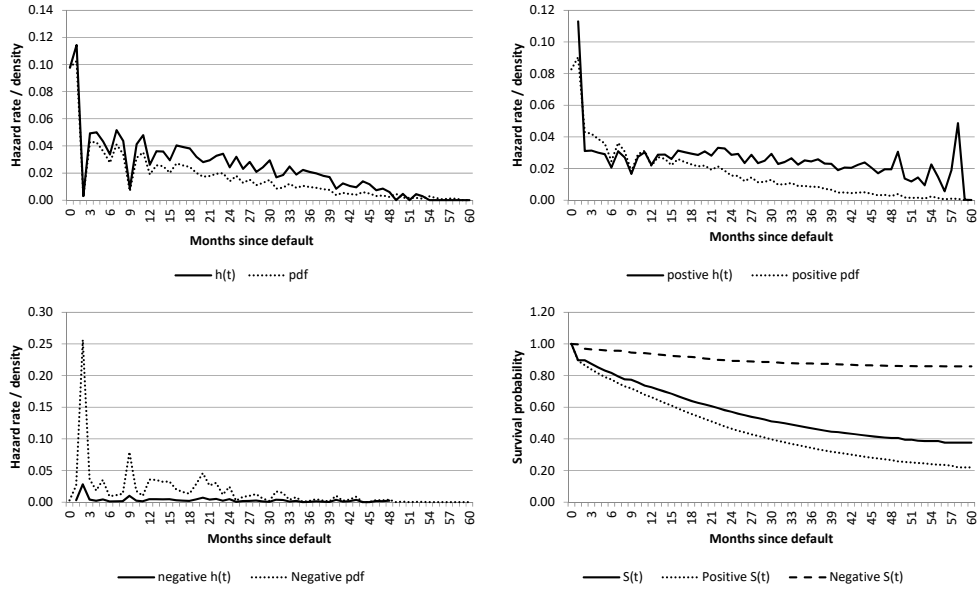 0.14
0.12
0.10
0.08
0.06
0.04
0.02
0.00
Hazard rate / density
0 3 6 9 12 15 18 21 24 27 30 33 36 39 42 45 48 51 54 57 60
Months since default
h(t) pdf
0.12
0.10
0.08
0.06
0.04
0.02
0.00
Hazard rate / density
0 3 6 9 12 15 18 21 24 27 30 33 36 39 42 45 48 51 54 57 60
Months since default
postive h(t) positive pdf
0.30
0.25
0.20
0.15
0.10
0.05
0.00
Hazard rate / density
0 3 6 9 12 15 18 21 24 27 30 33 36 39 42 45 48 51 54 57 60
Months since default
negative h(t) Negative pdf
1.20
1.00
0.80
0.60
0.40
0.20
0.00
Survival probability
0 3 6 9 12 15 18 21 24 27 30 33 36 39 42 45 48 51 54 57 60
Months since default
S(t) Positive S(t) Negative S(t)